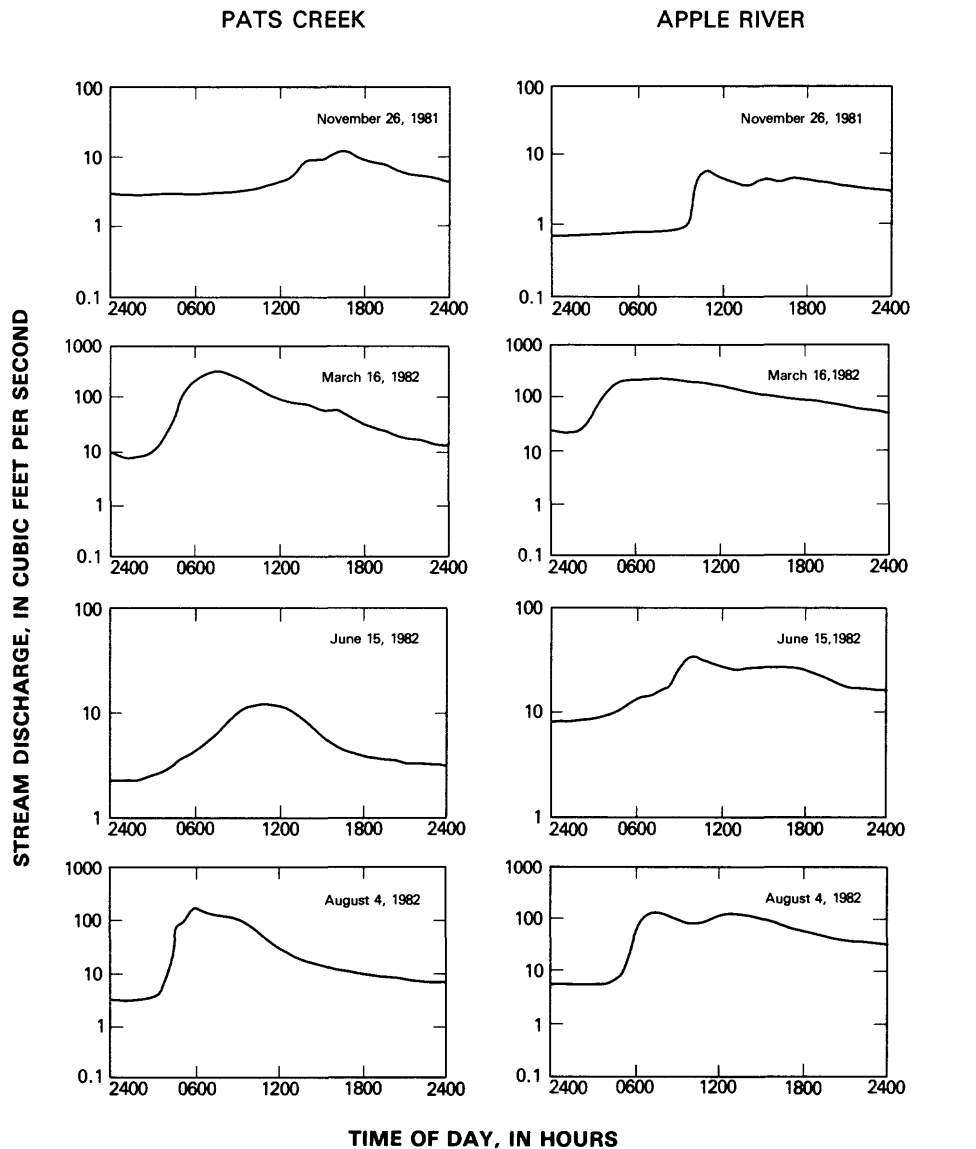 PATS CREEK
APPLE RIVER
STREAM DISCHARGE, IN CUBIC FEET PER SECOND
100
10
1
0.1
November 26, 1981
2400 0600 1200 1800 2400
100
10
1
0.1
November 26, 1981
2400 0600 1200 1800 2400
1000
100
10
1
0.1
March 16, 1982
2400 0600 1200 1800 2400
1000
100
10
1
0.1
March 16,1982
2400 0600 1200 1800 2400
100
10
1
June 15, 1982
2400 0600 1200 1800 2400
100
10
1
June 15,1982
2400 0600 1200 1800 2400
1000
100
10
1
0.1
August 4, 1982
2400 0600 1200 1800 2400
1000
100
10
1
0.1
August 4, 1982
2400 0600 1200 1800 2400
TIME OF DAY, IN HOURS